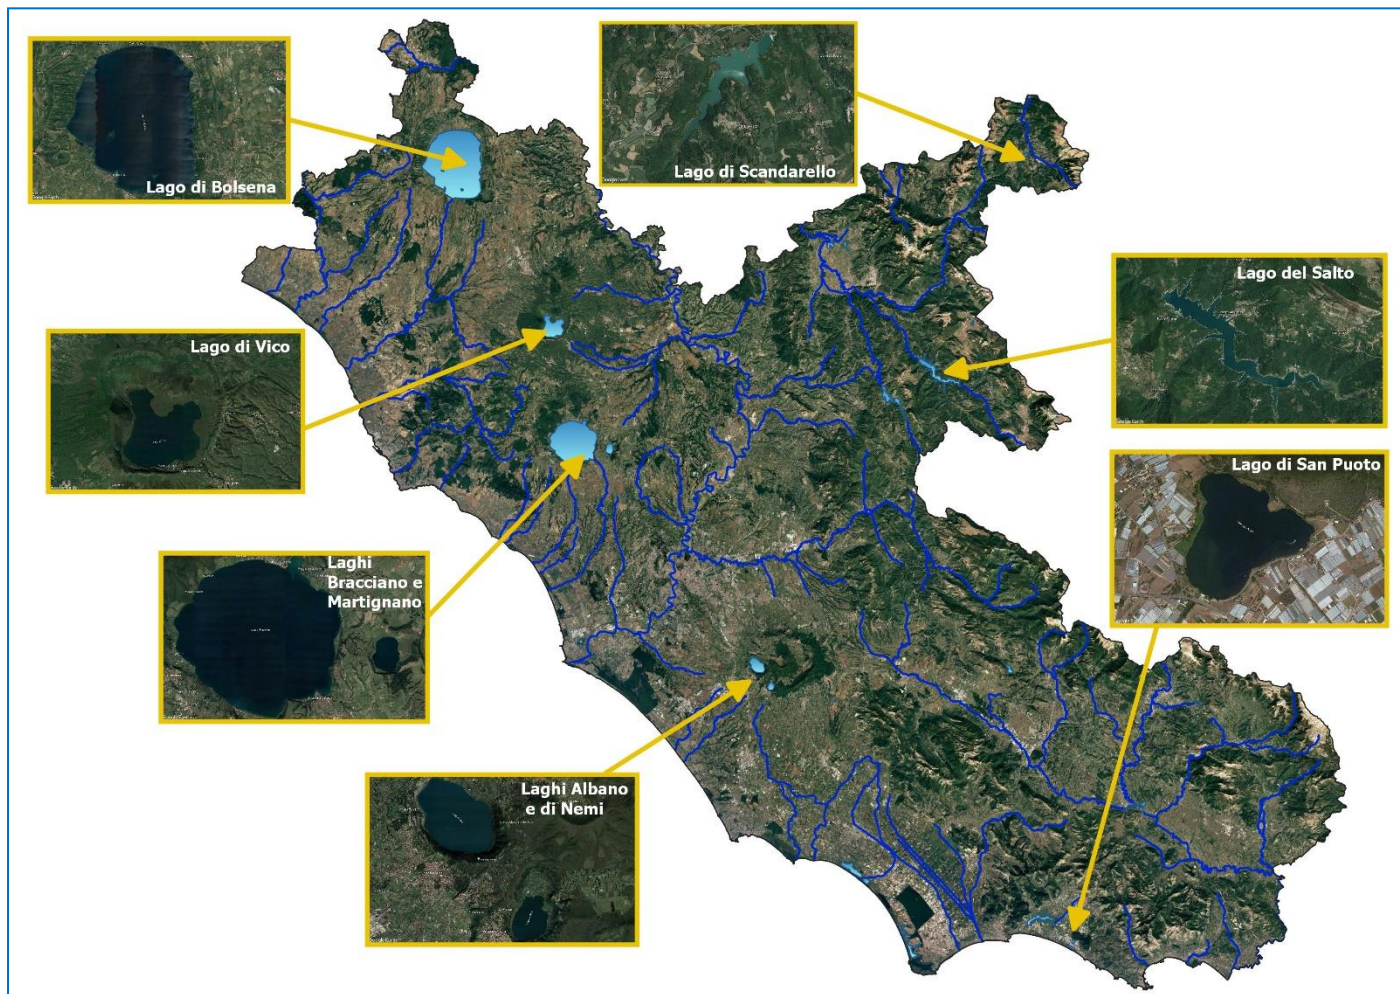 Lago di Bolsena
Lago di Scandarello
Lago del Salto
Lago di Vico
Lago di San Puoto
Laghi
Bracciano e
Martignano
Laghi Albano
e di Nemi